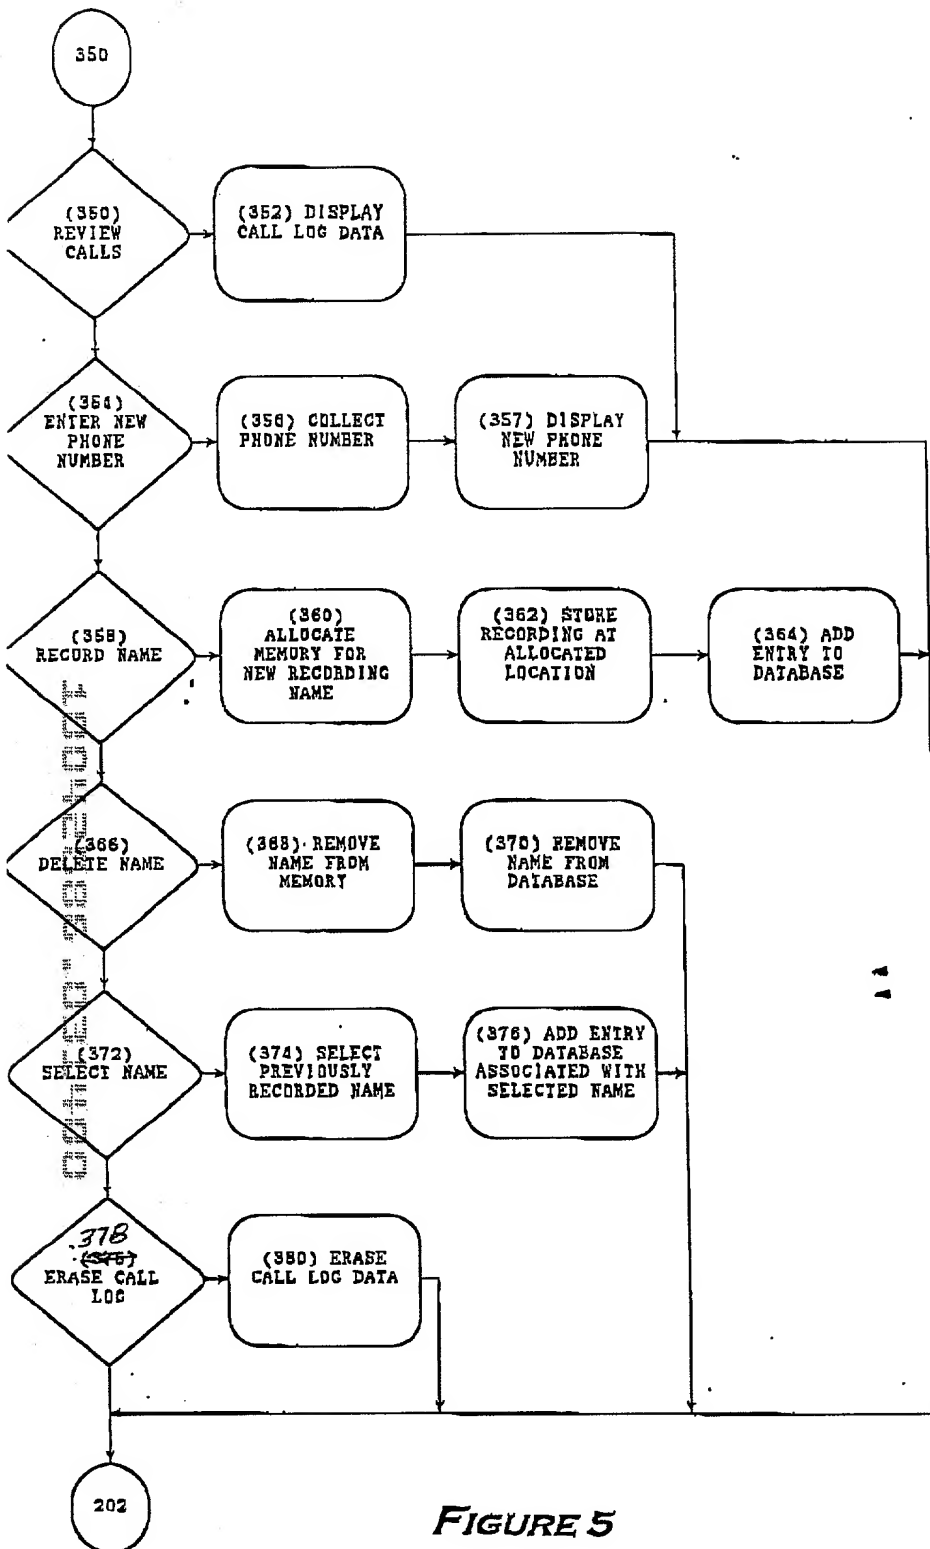 350
(350)
REVIEW
CALLS
(352) DISPLAY
CALL LOG DATA
(354)
ENTER NEW
PHONE
NUMBER
(356) COLLECT
PHONE NUMBER
(357) DISPLAY
NEW PHONE
NUMBER
(358)
RECORD NAME
(360)
ALLOCATE
MEMORY FOR
NEW RECORDING
NAME
(362) STORE
RECORDING AT
ALLOCATED
LOCATION
(364) ADD
ENTRY TO
DATABASE
(366)
DELETE NAME
(368) REMOVE
NAME FROM
MEMORY
(370) REMOVE
NAME FROM
DATABASE
(372)
SELECT NAME
(374) SELECT
PREVIOUSLY
RECORDED NAME
(376) ADD ENTRY
TO DATABASE
ASSOCIATED WITH
SELECTED NAME
378
(376)
ERASE CALL
LOG
(380) ERASE
CALL LOG DATA
202
FIGURE 5